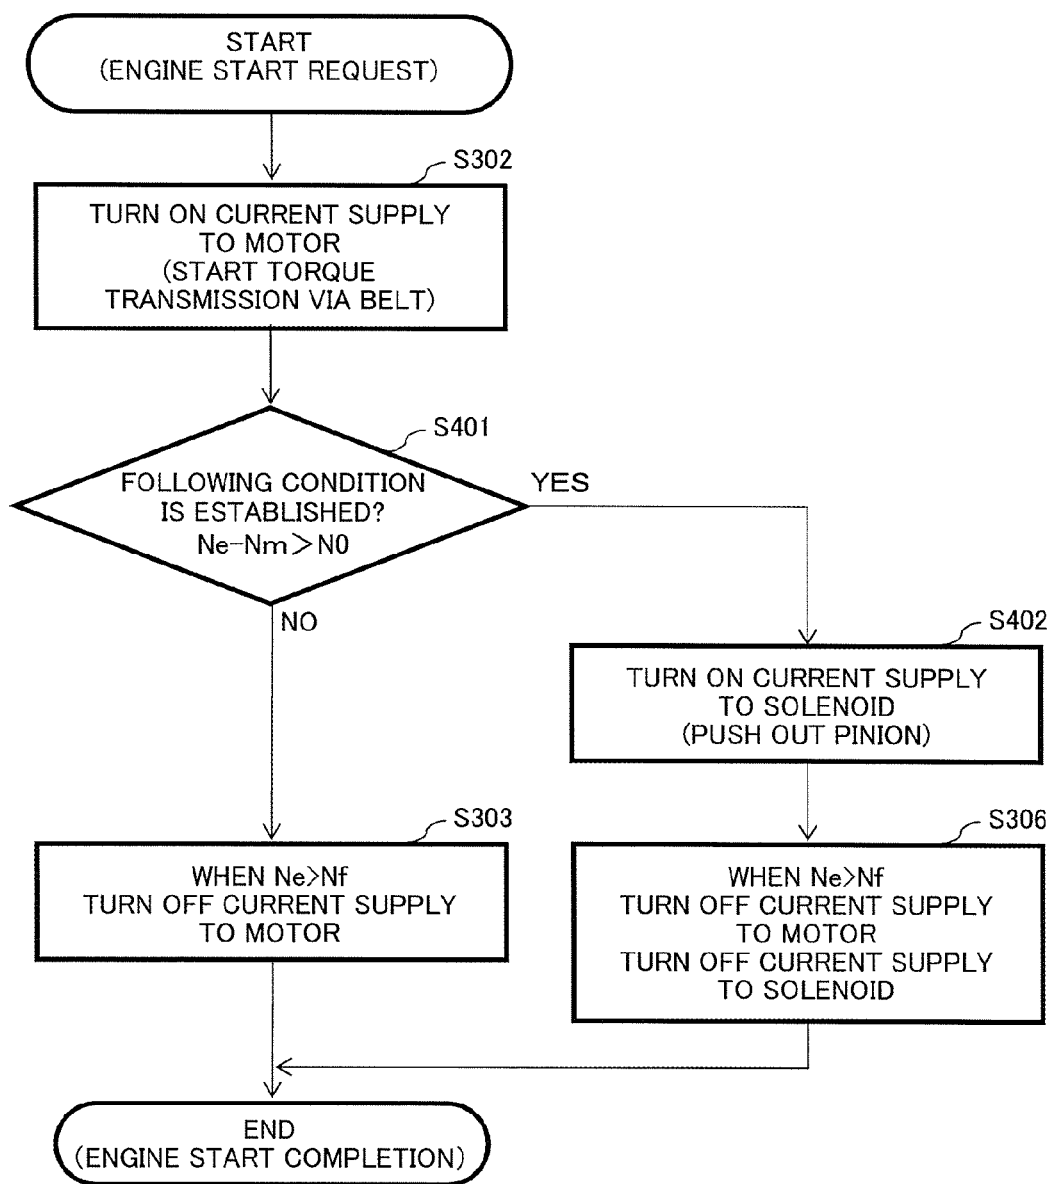 START
(ENGINE START REQUEST)
S302
TURN ON CURRENT SUPPLY
TO MOTOR
(START TORQUE
TRANSMISSION VIA BELT)
S401
FOLLOWING CONDITION
IS ESTABLISHED?
Ne-Nm>N0
YES
NO
S402
TURN ON CURRENT SUPPLY
TO SOLENOID
(PUSH OUT PINION)
S303
WHEN Ne>Nf
TURN OFF CURRENT SUPPLY
TO MOTOR
S306
WHEN Ne>Nf
TURN OFF CURRENT SUPPLY
TO MOTOR
TURN OFF CURRENT SUPPLY
TO SOLENOID
END
(ENGINE START COMPLETION)